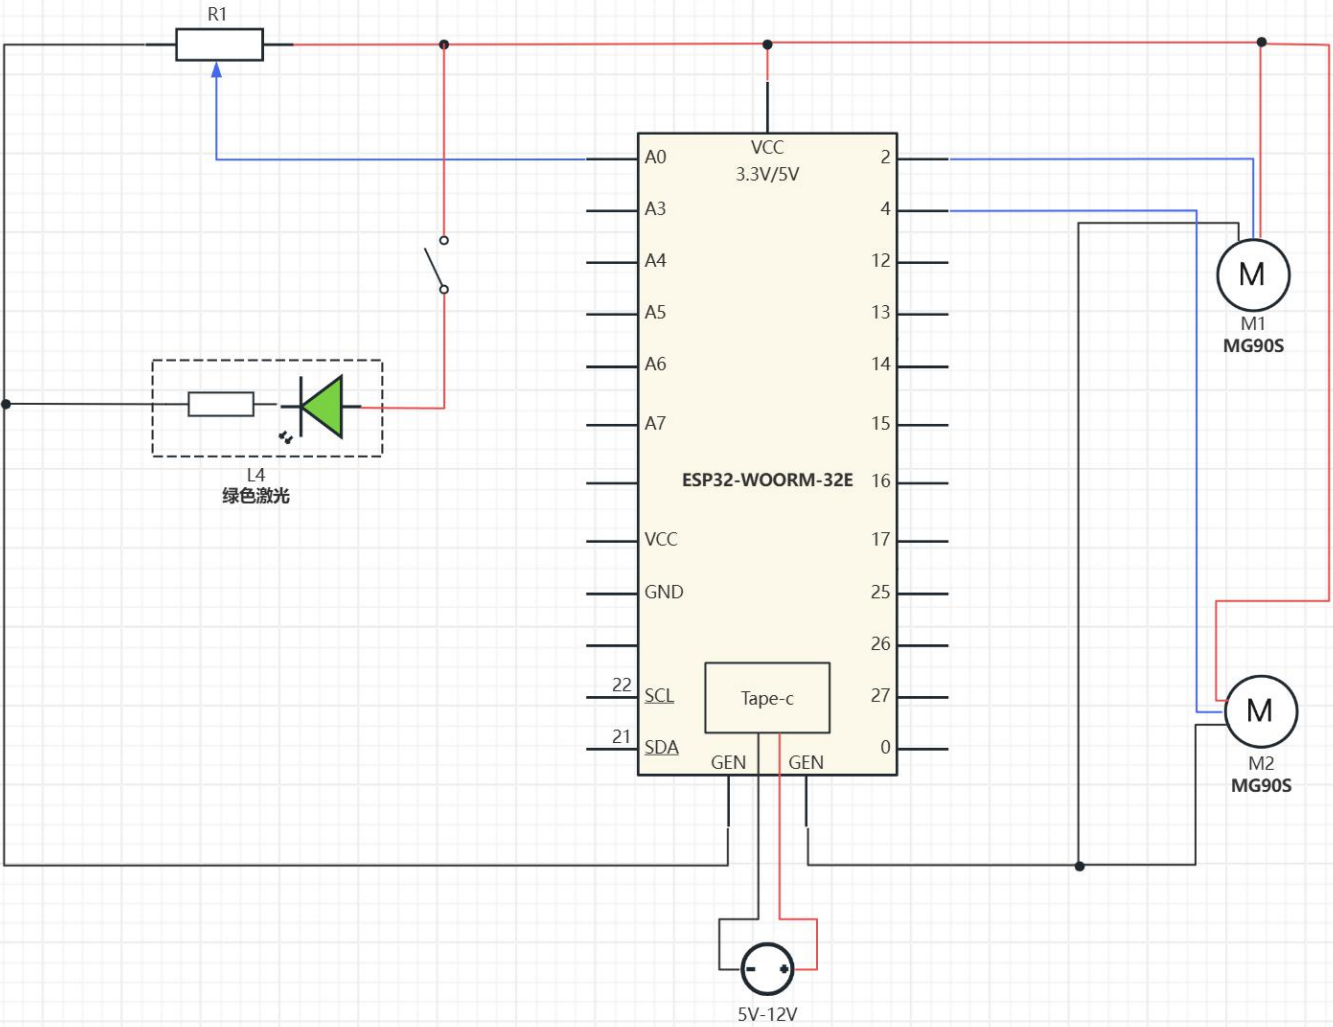 R1
VCC
3.3V/5V
A0
A3
A4
A5
A6
A7
VCC
GND
22
SCL
21
SDA
2
4
12
13
14
15
16
17
25
26
27
0
ESP32-WOORM-32E
Tape-c
GEN
GEN
M
M1
MG90S
M
M2
MG90S
L4
绿色激光
5V-12V